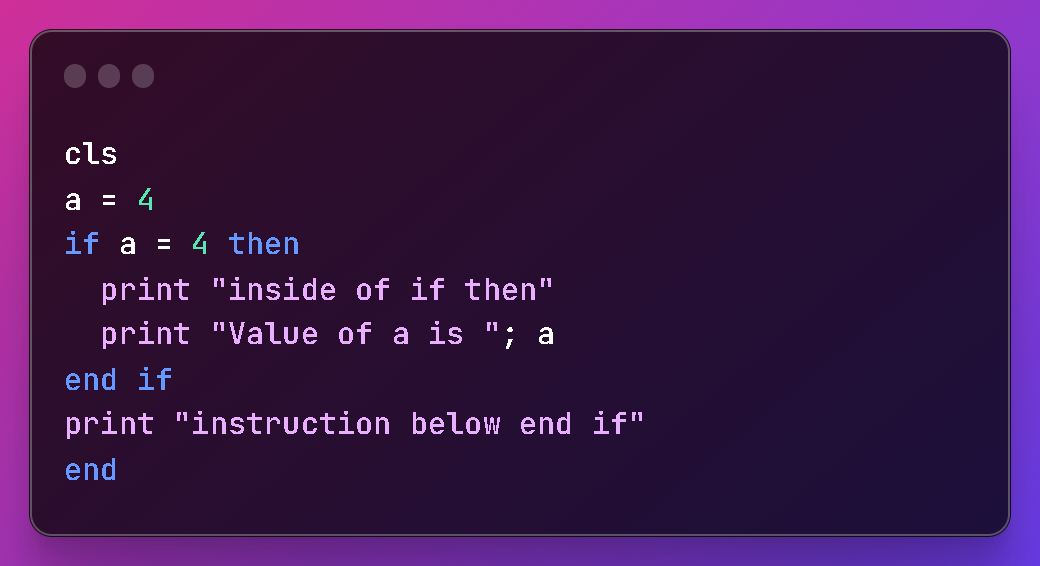 cls
a = 4
if a = 4 then
  print "inside of if then"
  print "Value of a is "; a
end if
print "instruction below end if"
end